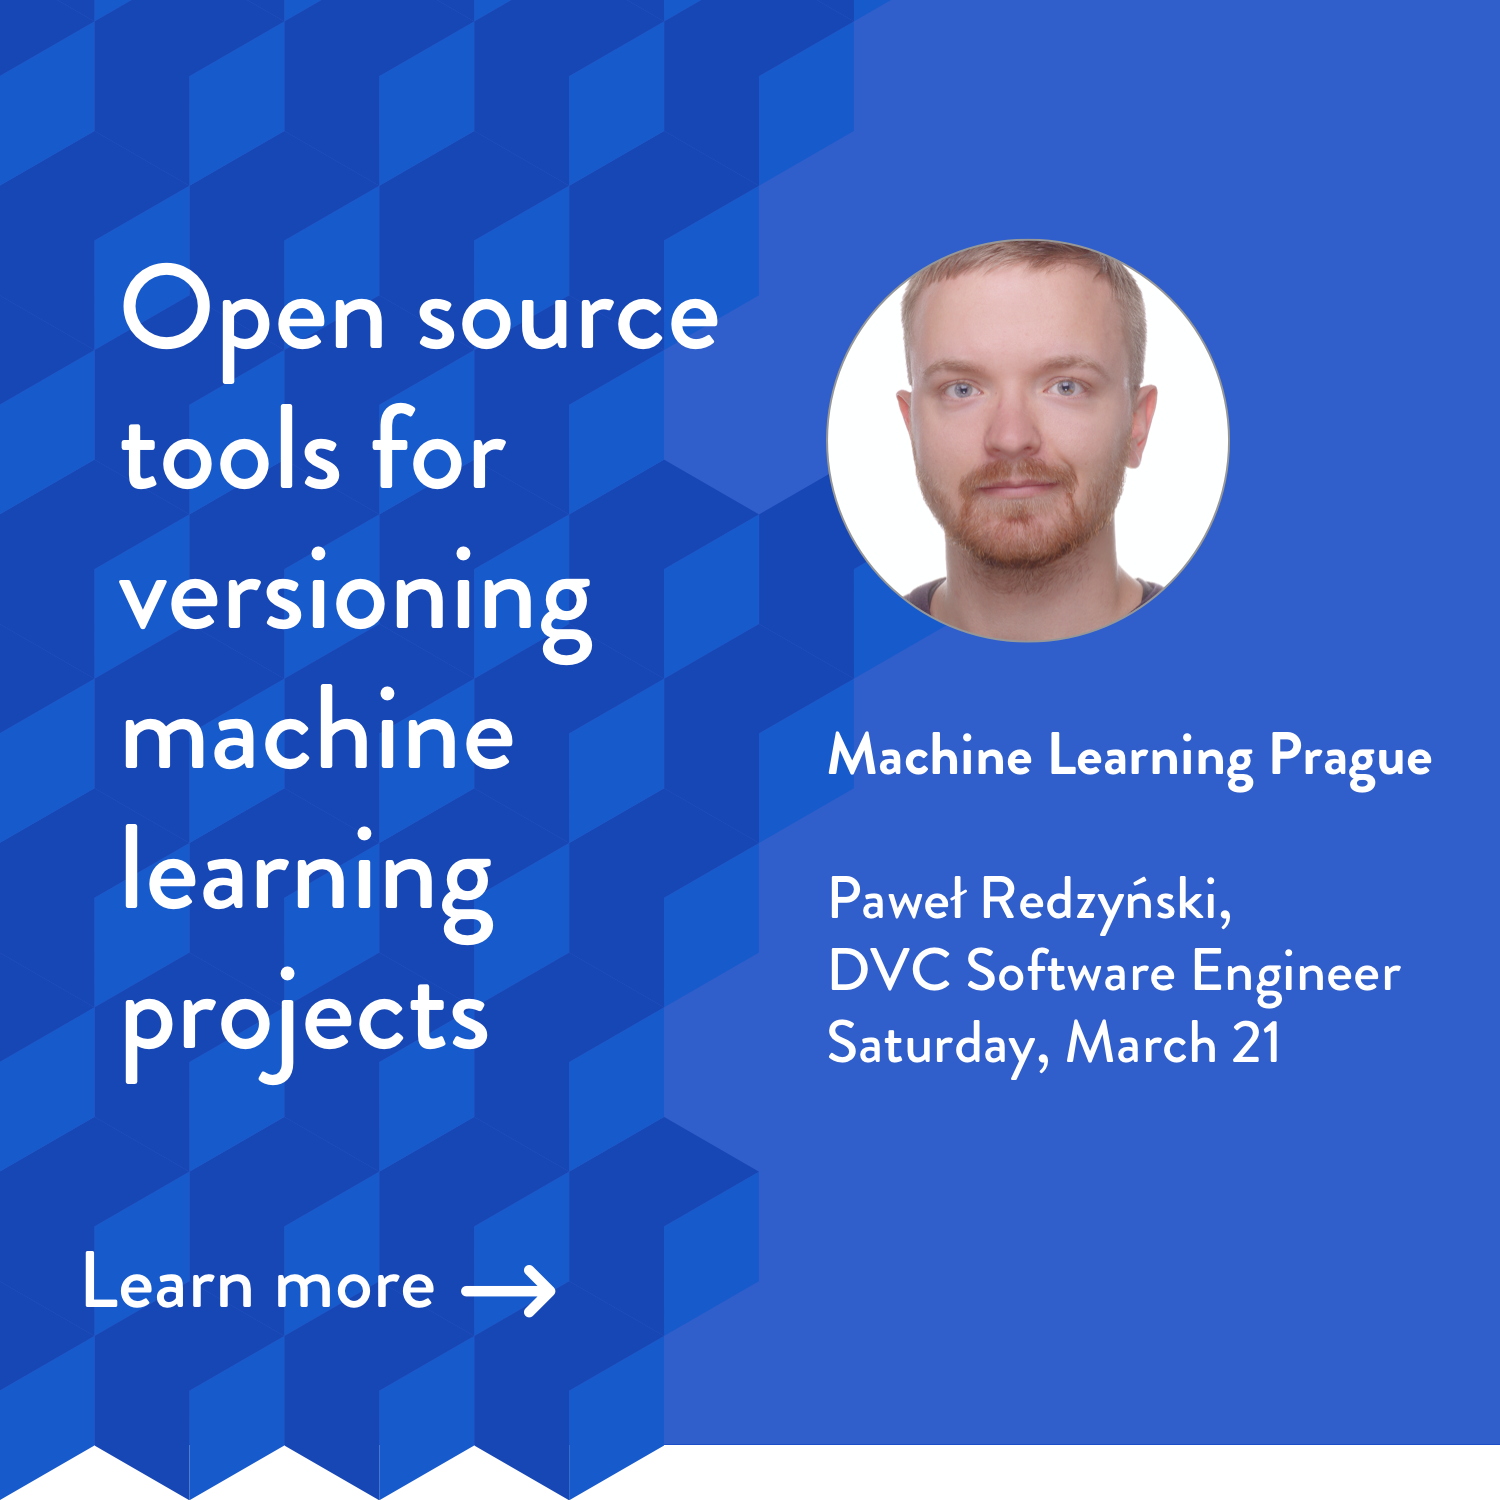 Open source
tools for
versioning
machine
learning
projects
Learn more
Machine Learning Prague
Paweł Redzyński,
DVC Software Engineer
Saturday, March 21